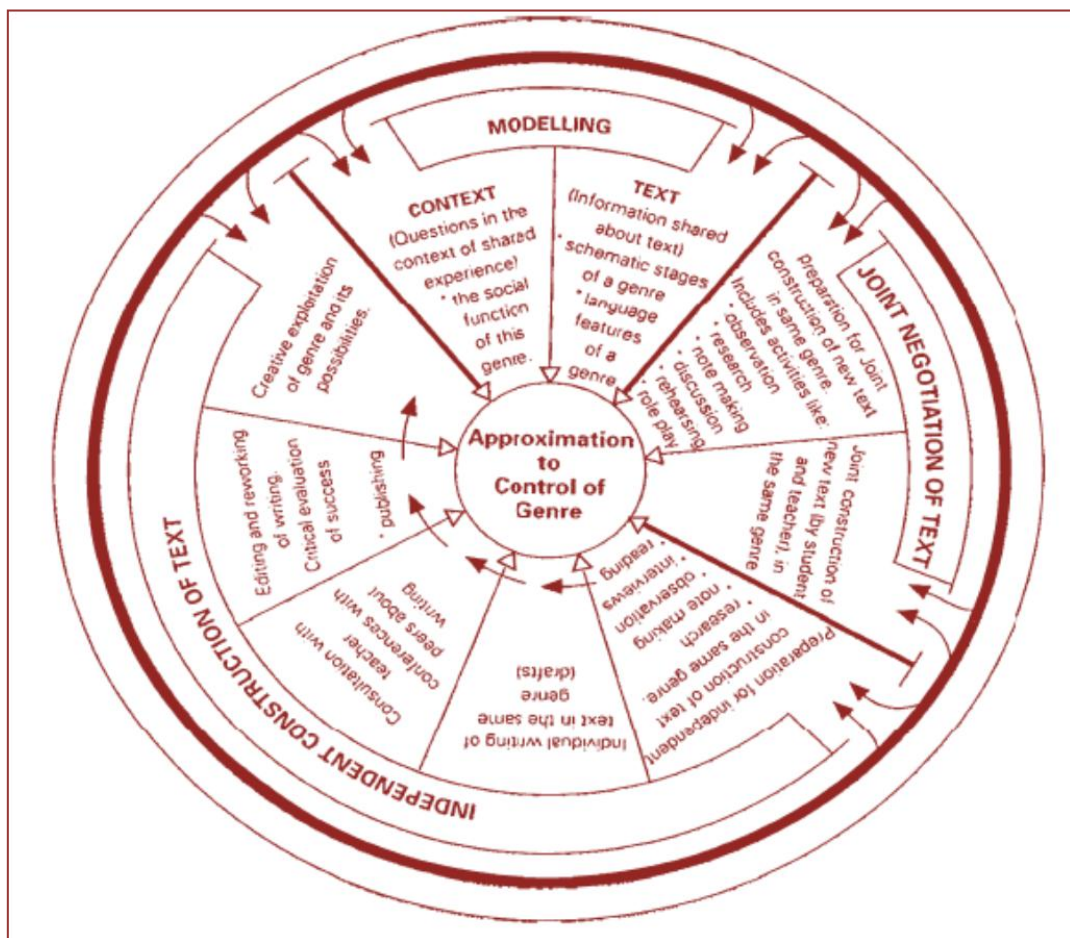 MODELLING
CONTEXT
(Questions in the
context of shared
experience)
• the social
function
of this
genre.
TEXT
(Information shared
about text)
• schematic stages
of a genre
• language
features
of a
genre
JOINT NEGOTIATION OF TEXT
preparation for Joint
construction of new text
in same genre.
Includes activities like:
• observation
• research
• note making
• discussion
• rehearsing
• role play
Joint construction of
new text (by student
and teacher), in
the same genre
INDEPENDENT CONSTRUCTION OF TEXT
Preparation for independent
construction of text
in the same genre.
• research
• note making
• observation
• interviews
• reading
Individual writing of
text in the same
genre
(drafts)
Consultation with
teacher
conferences with
peers about
writing
Editing and reworking
Critical evaluation
of success
of writing.
• publishing
Creative exploitation
of genre and its
possibilities.
Approximation
to
Control of
Genre